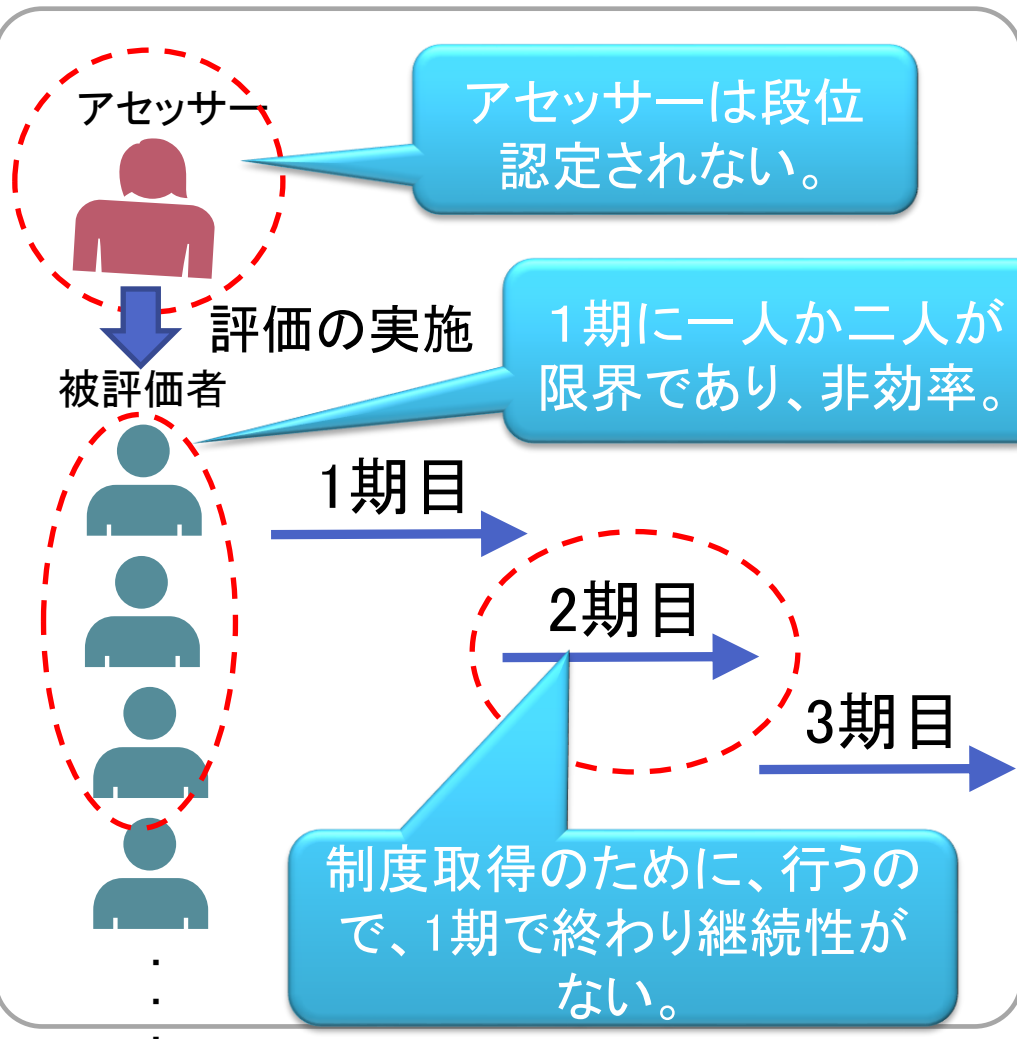 アセッサー
アセッサーは段位
認定されない。
評価の実施
1期に一人か二人が
限界であり、非効率。
被評価者
1期目
2期目
3期目
制度取得のために、行うの
で、1期で終わり継続性が
ない。
.
.
.